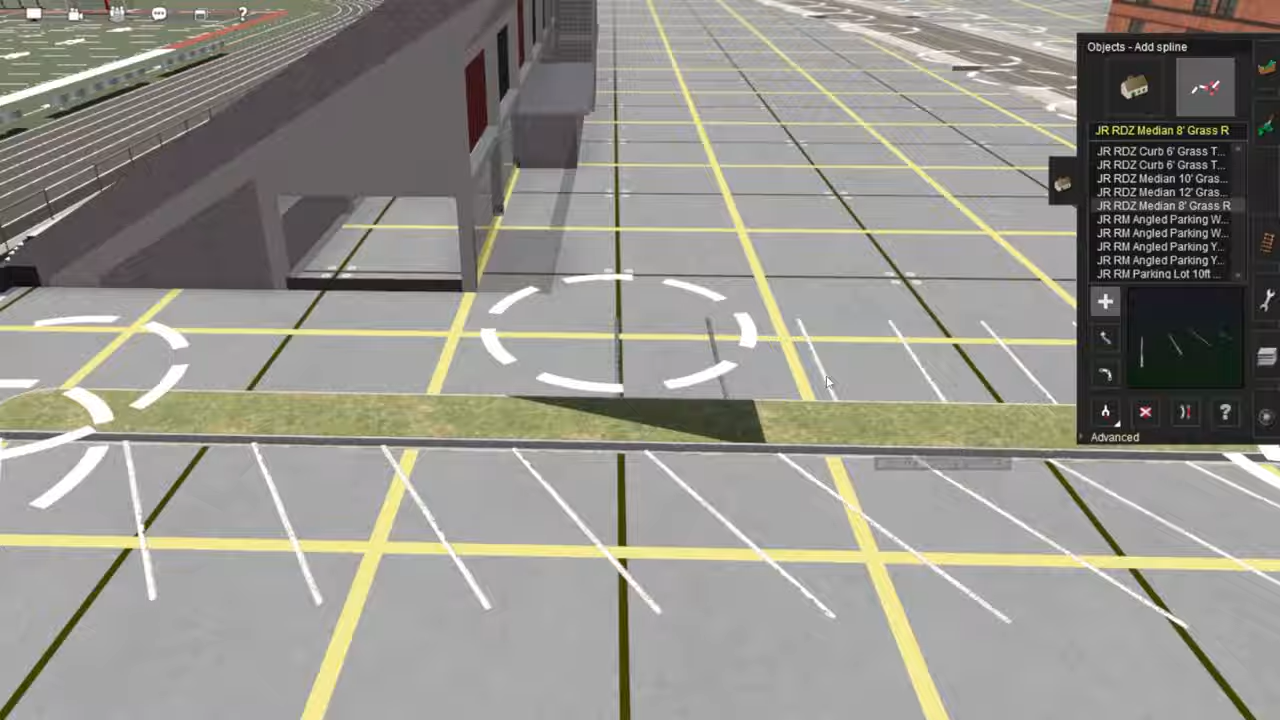 ?
Objects - Add spline
JR RDZ Median 8' Grass R
JR RDZ Curb 6' Grass T...
JR RDZ Curb 6' Grass T...
JR RDZ Median 10' Gras...
JR RDZ Median 12' Gras...
JR RDZ Median 8' Grass R
JR RM Angled Parking W...
JR RM Angled Parking W...
JR RM Angled Parking Y...
JR RM Angled Parking Y...
JR RM Parking Lot 10ft ...
?
Advanced